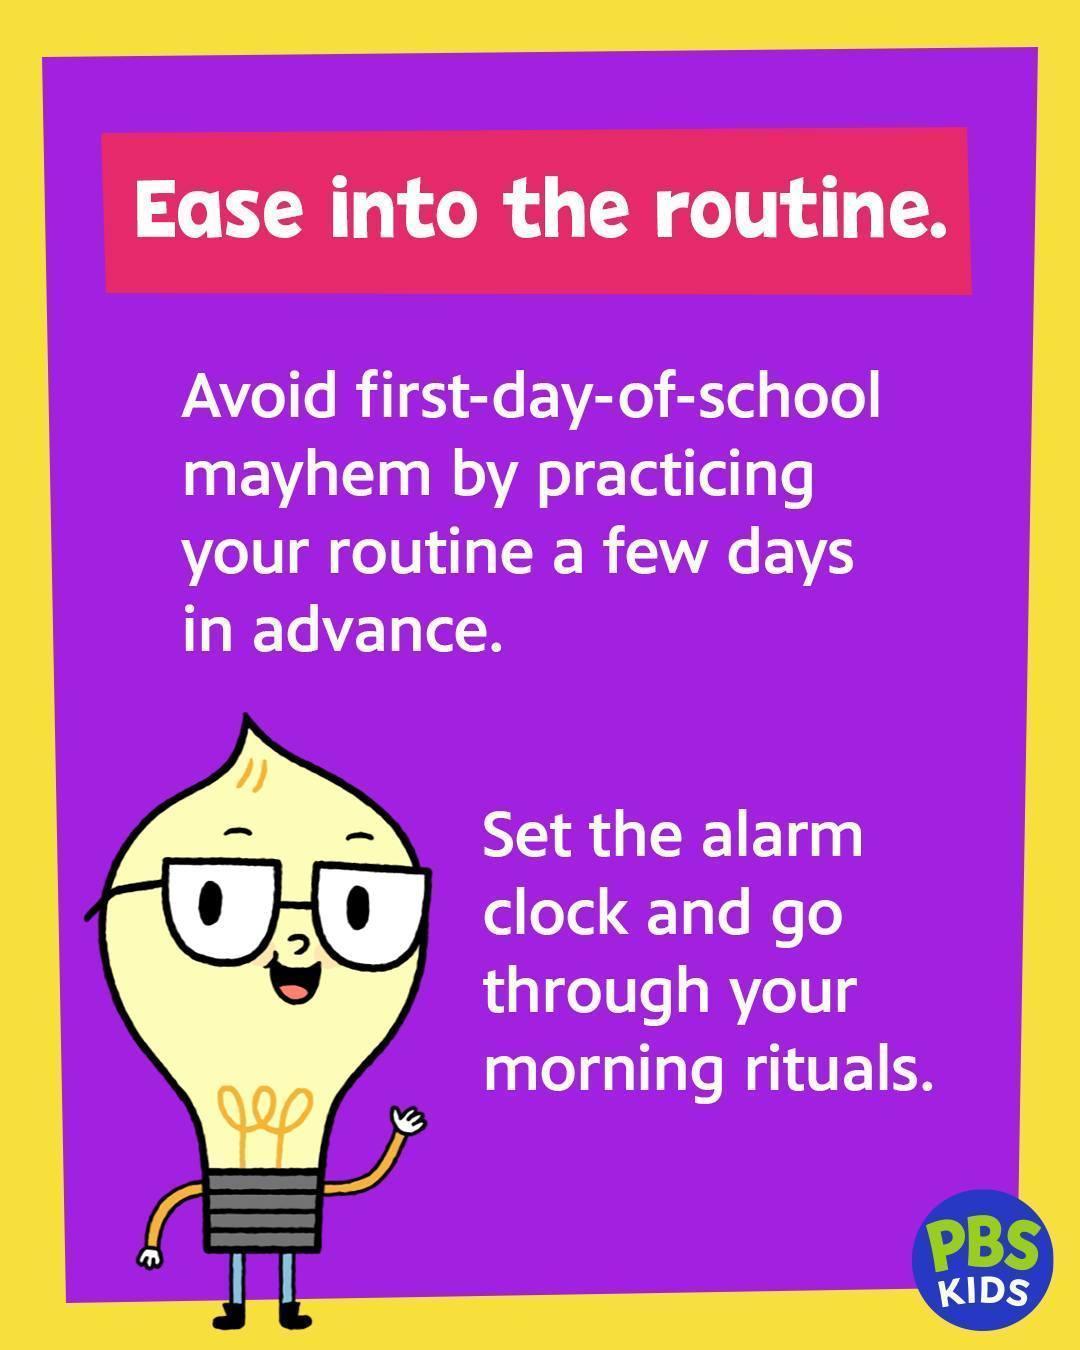 Ease into the routine.
Avoid first-day-of-school
mayhem by practicing
your routine a few days
in advance.
Set the alarm
clock and go
through your
morning rituals.
PBS
KIDS